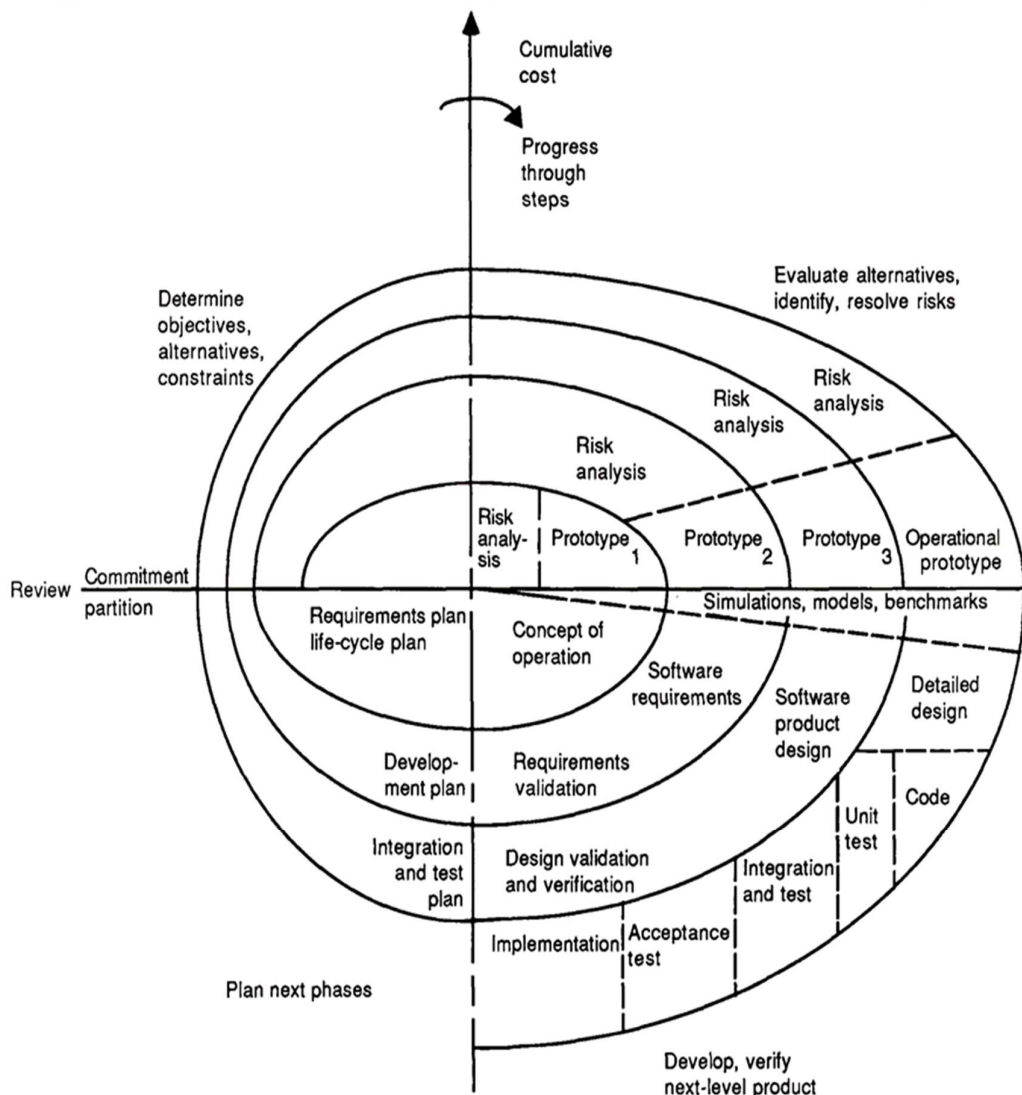 Cumulative
cost
Progress
through
steps
Evaluate alternatives,
identify, resolve risks
Determine
objectives,
alternatives,
constraints
Risk
analysis
Risk
analysis
Risk
analysis
Risk
analy-
sis
Prototype 1
Prototype 2
Prototype 3
Operational
prototype
Review
Commitment
partition
Simulations, models, benchmarks
Requirements plan
life-cycle plan
Concept of
operation
Software
requirements
Software
product
design
Detailed
design
Develop-
ment plan
Requirements
validation
Unit
test
Code
Integration
and test
plan
Design validation
and verification
Integration
and test
Implementation
Acceptance
test
Plan next phases
Develop, verify
next-level product